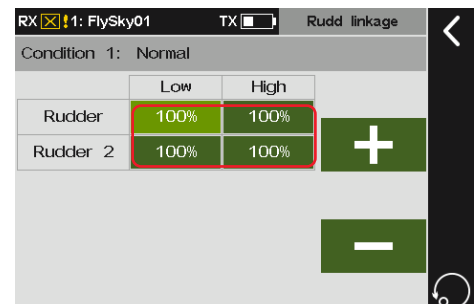 RX 1: FlySky01 TX Rudd linkage
Condition 1: Normal
Low High
Rudder 100% 100%
Rudder 2 100% 100%